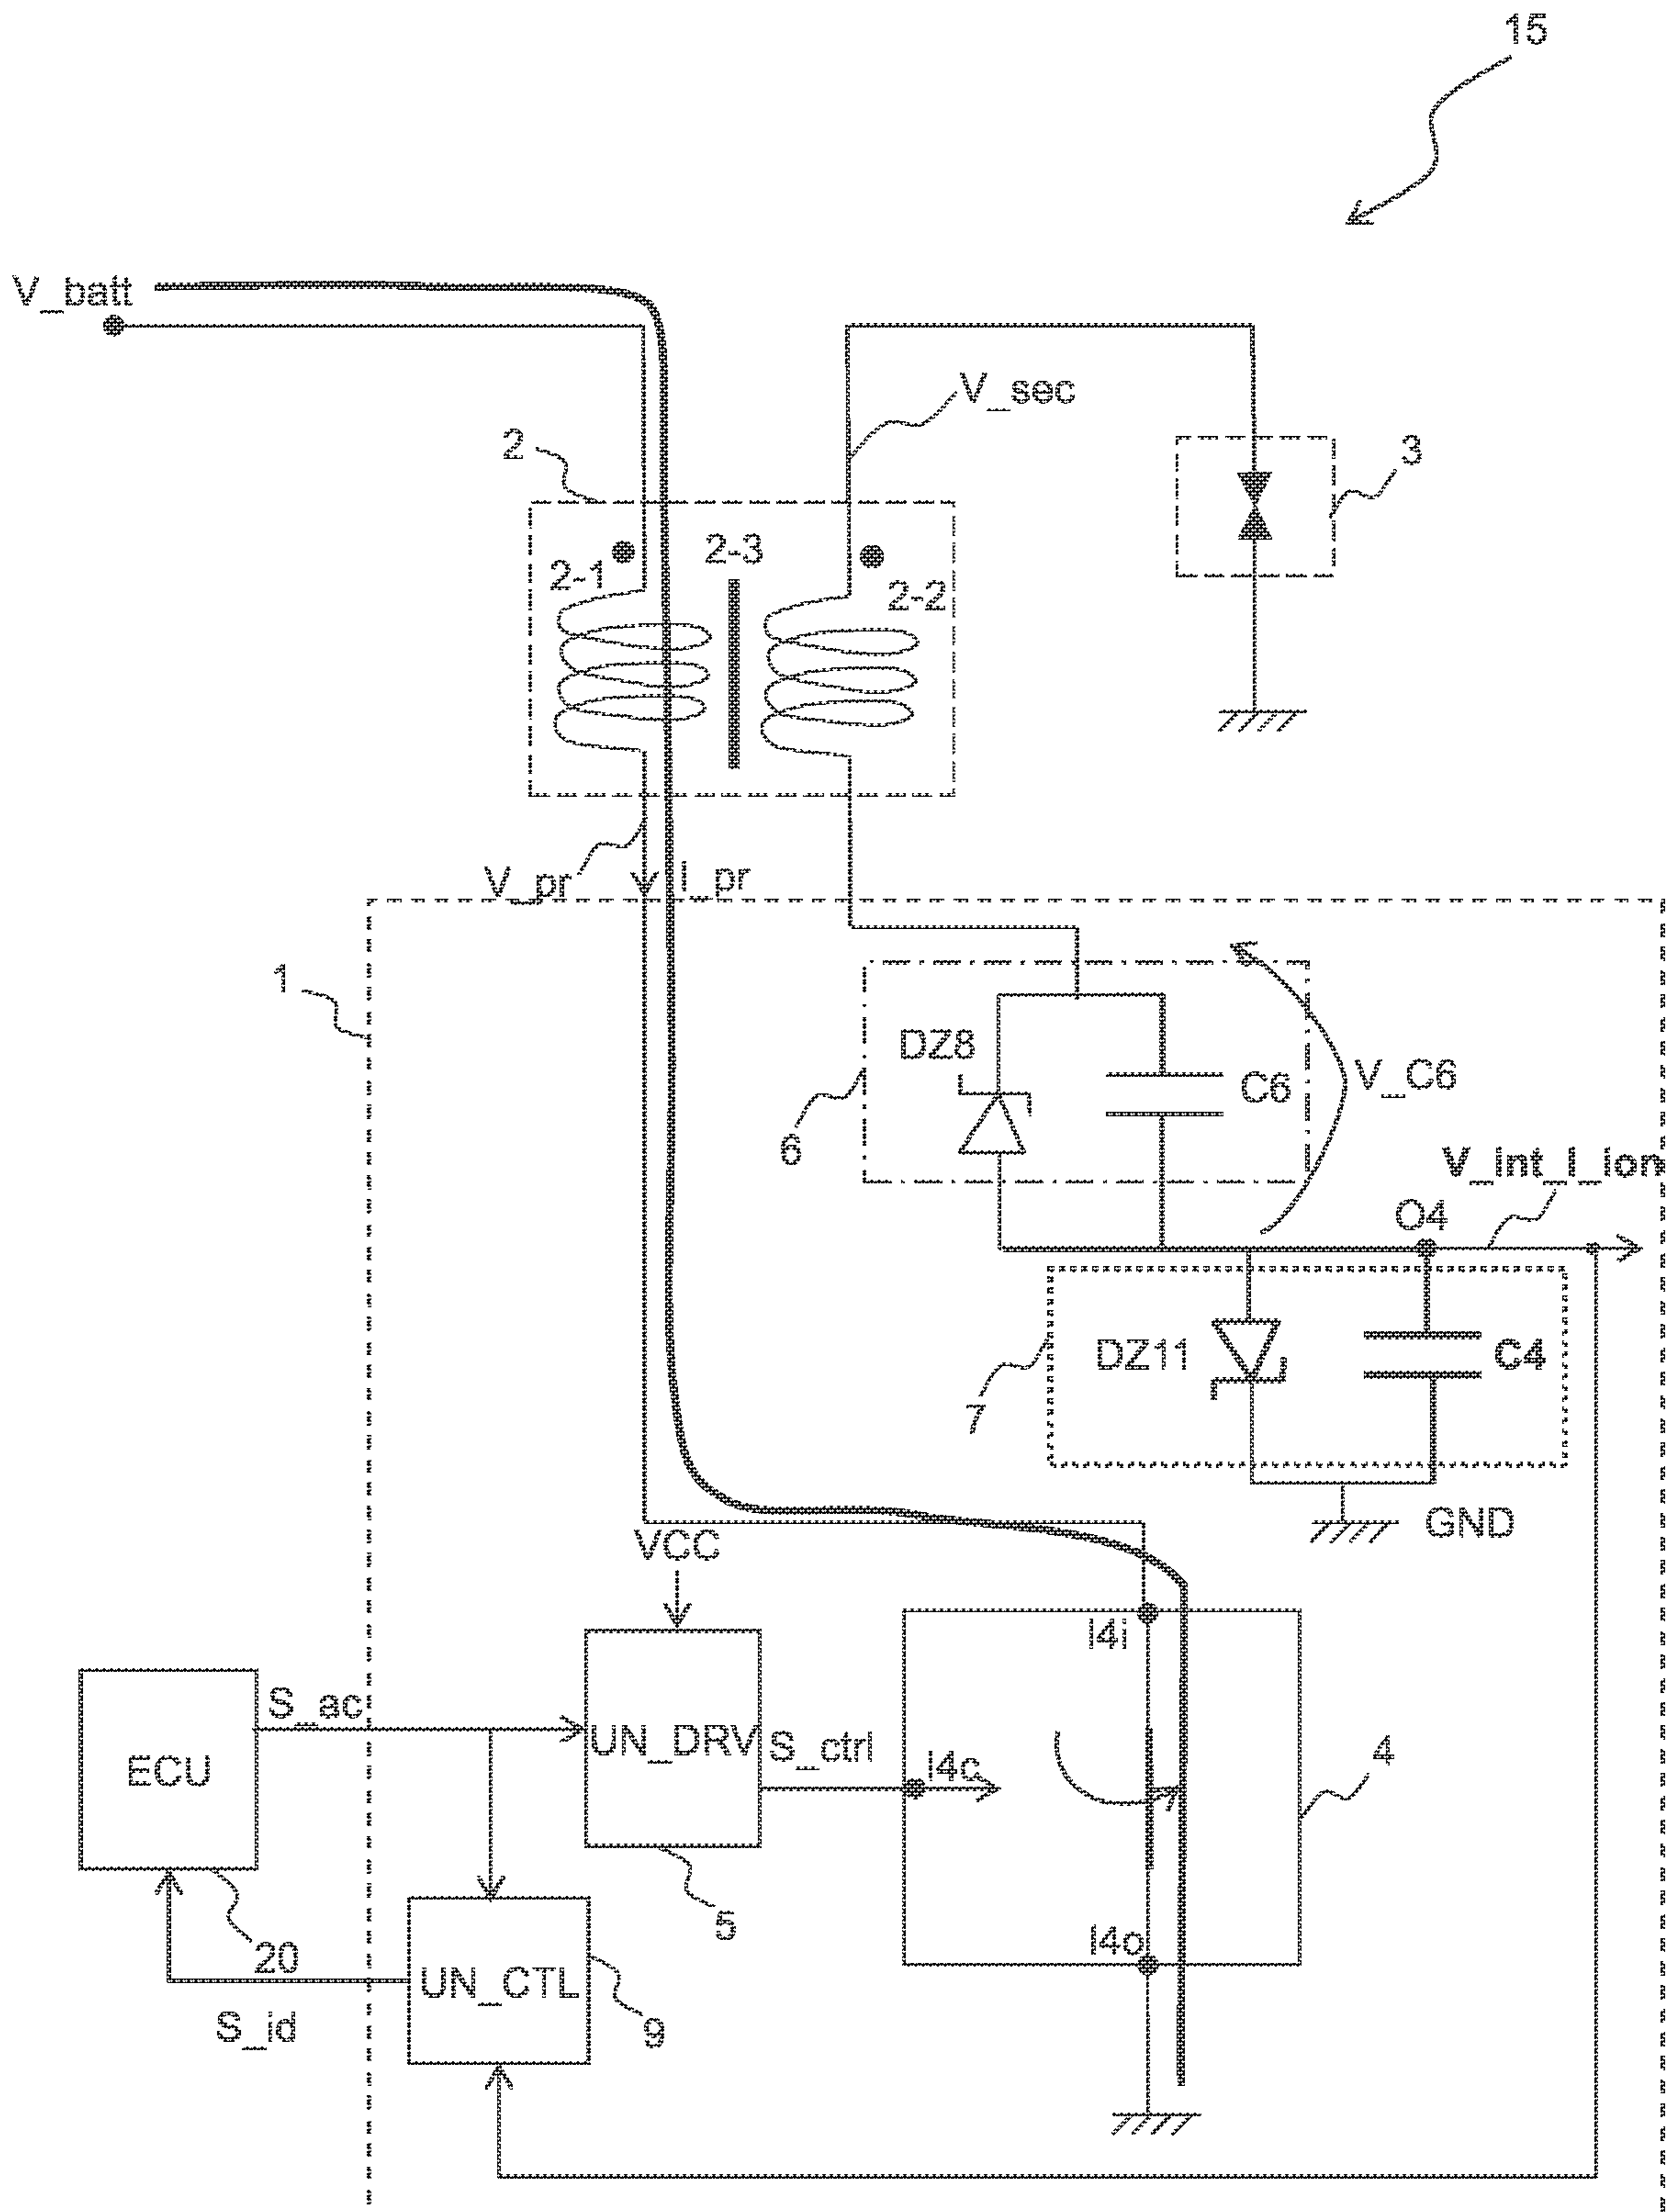 15
V_batt
V_sec
2
3
2-1
2-3
2-2
V_pr
I_pr
1
DZ8
C6
V_C6
6
V_int_I_ion
O4
DZ11
C4
7
GND
VCC
I4i
ECU
S_ac
UN_DRV
S_ctrl
I4c
4
5
I4o
20
UN_CTL
9
S_id